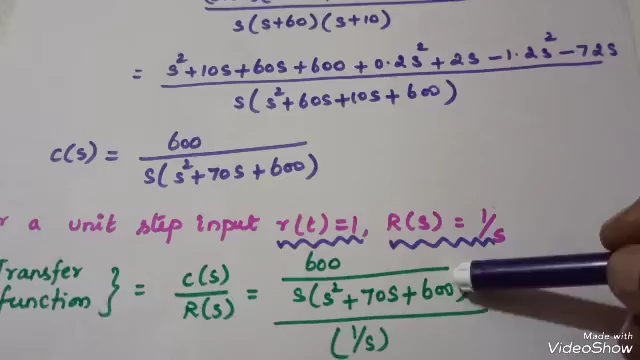 s(s+60)(s+10)
= s²+10s+60s+600+0.2s²+2s-1.2s²-72s
s(s²+60s+10s+600)
c(s) = 600
s(s²+70s+600)
a unit step input r(t)=1, R(s) = 1/s
Transfer
function } = c(s)/R(s) = 600
s(s²+70s+600)
(1/s)
Made with
VideoShow